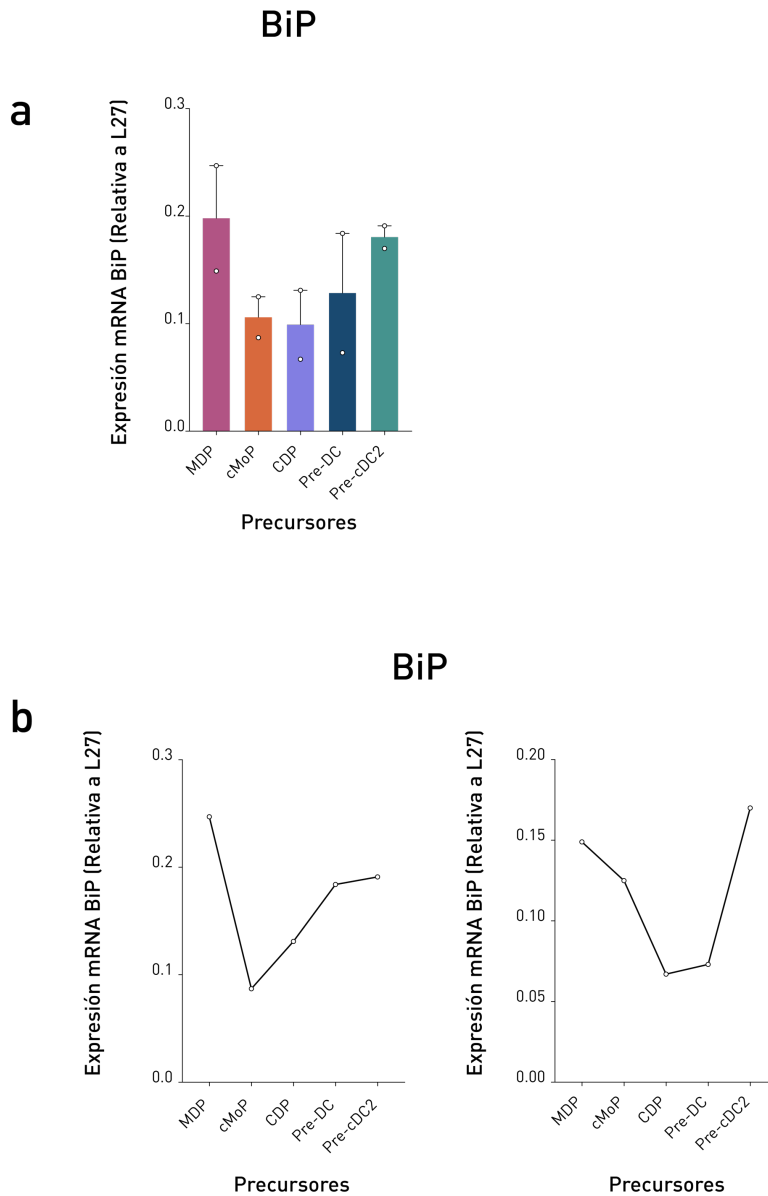 BiP
a
Expresión mRNA BiP (Relativa a L27)
0.3
0.2
0.1
0.0
MDP
cMoP
CDP
Pre-DC
Pre-cDC2
Precursores
BiP
b
Expresión mRNA BiP (Relativa a L27)
0.3
0.2
0.1
0.0
MDP
cMoP
CDP
Pre-DC
Pre-cDC2
Precursores
Expresión mRNA BiP (Relativa a L27)
0.20
0.15
0.10
0.05
0.00
MDP
cMoP
CDP
Pre-DC
Pre-cDC2
Precursores